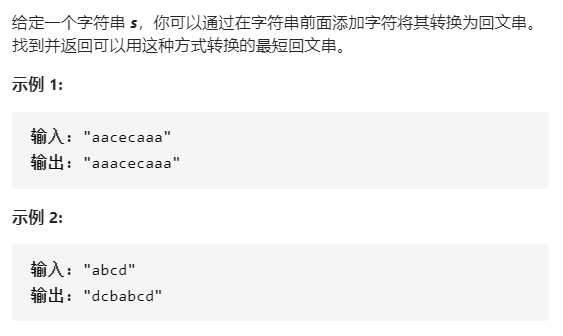 给定一个字符串 s，你可以通过在字符串前面添加字符将其转换为回文串。
找到并返回可以用这种方式转换的最短回文串。
示例 1:
输入: "aacecaaa"
输出: "aaacecaaa"
示例 2:
输入: "abcd"
输出: "dcbabcd"